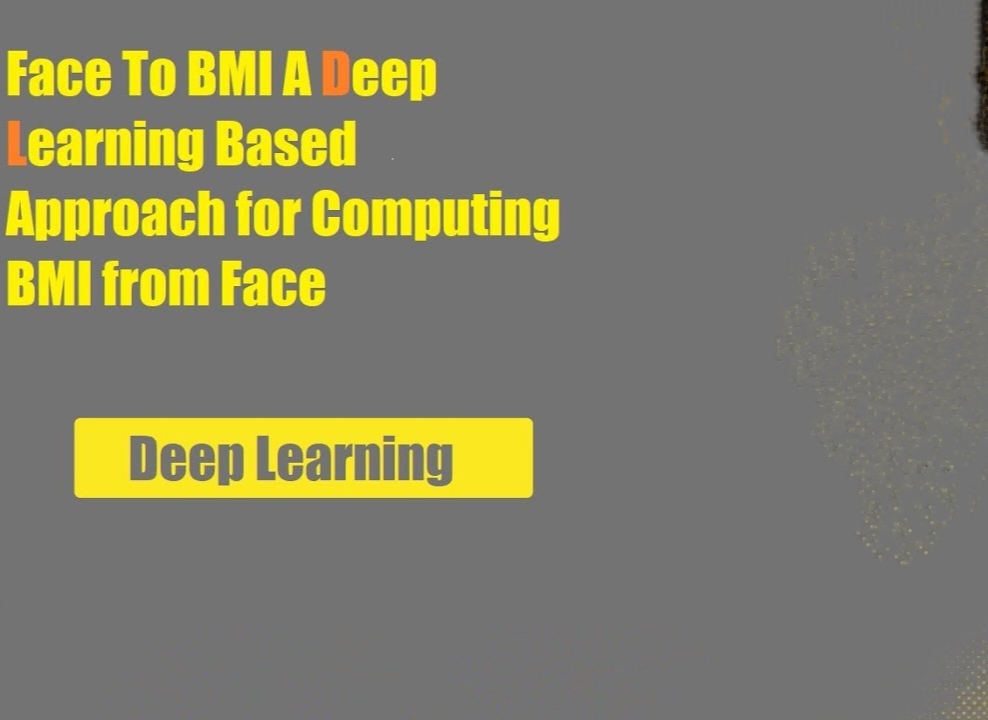 Face To BMI A Deep
Learning Based
Approach for Computing
BMI from Face
Deep Learning